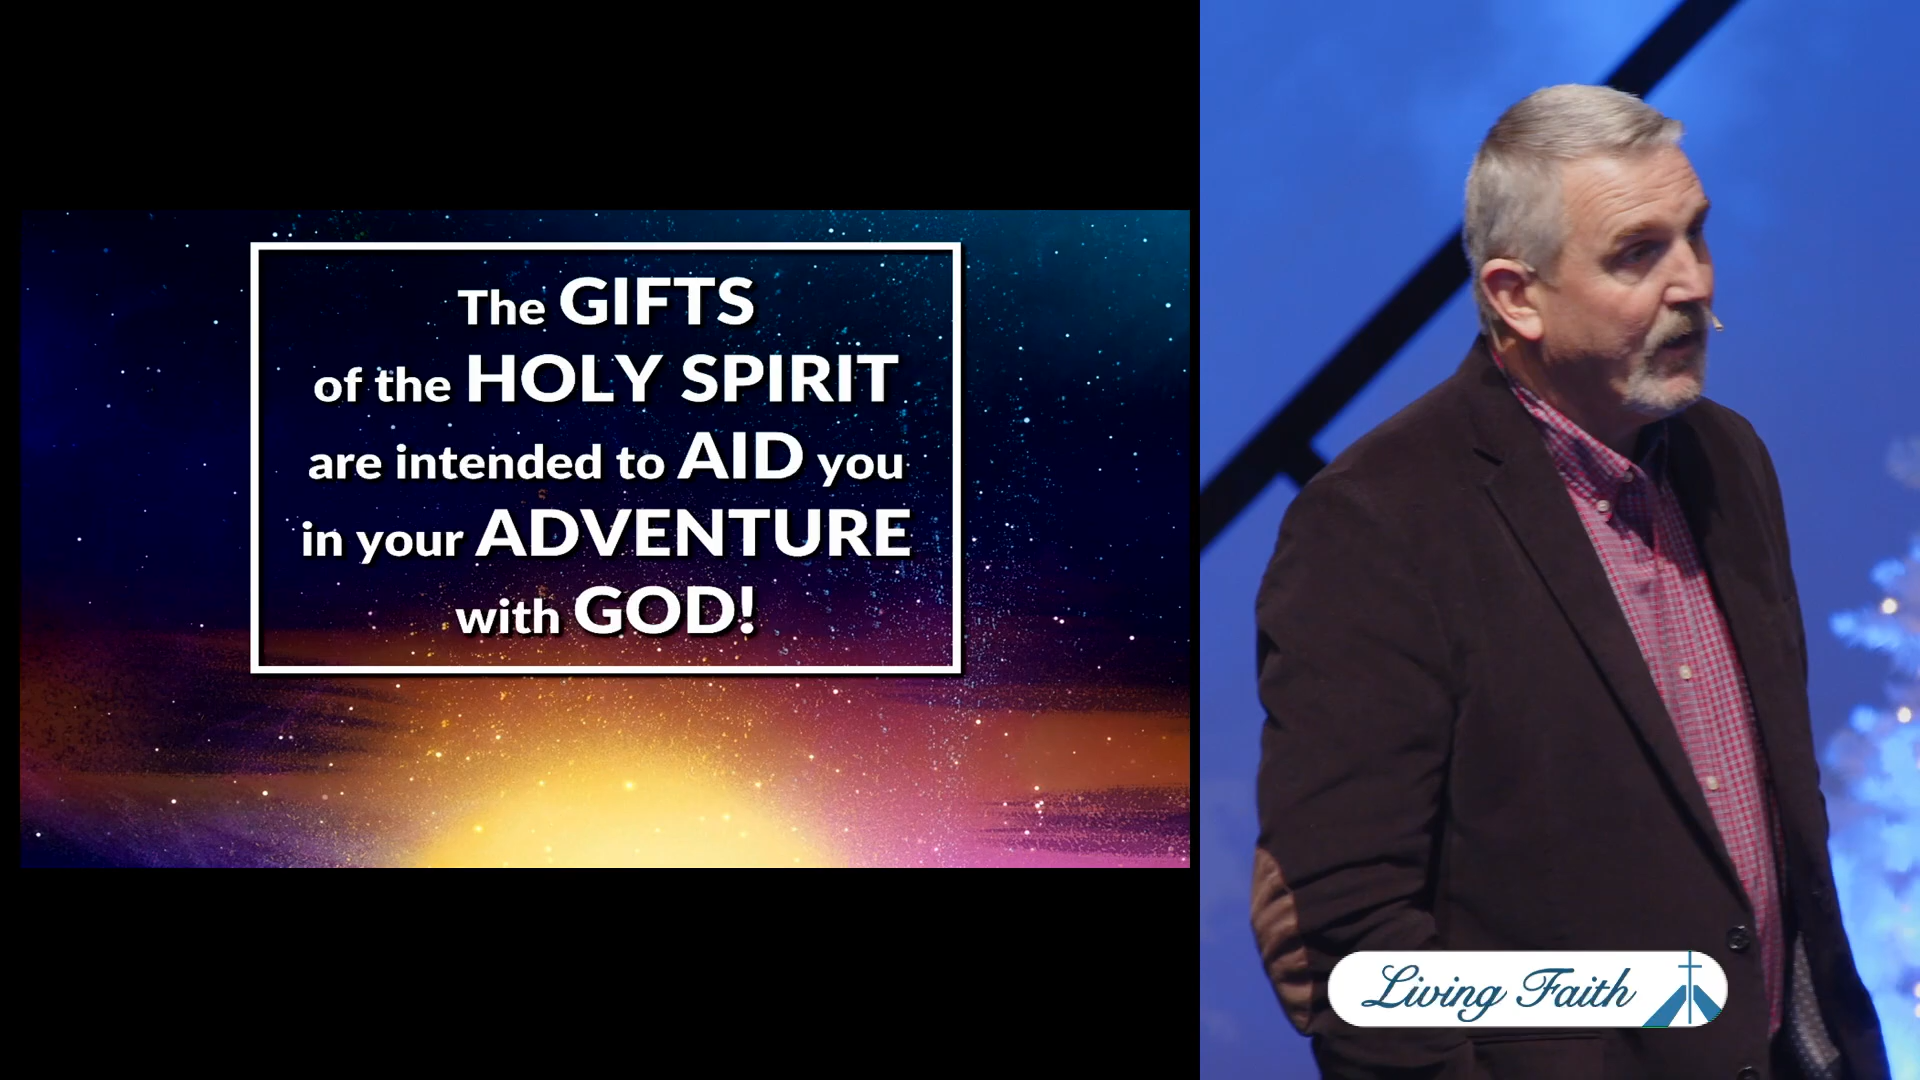 The GIFTS
of the HOLY SPIRIT
are intended to AID you
in your ADVENTURE
with GOD!
Living Faith